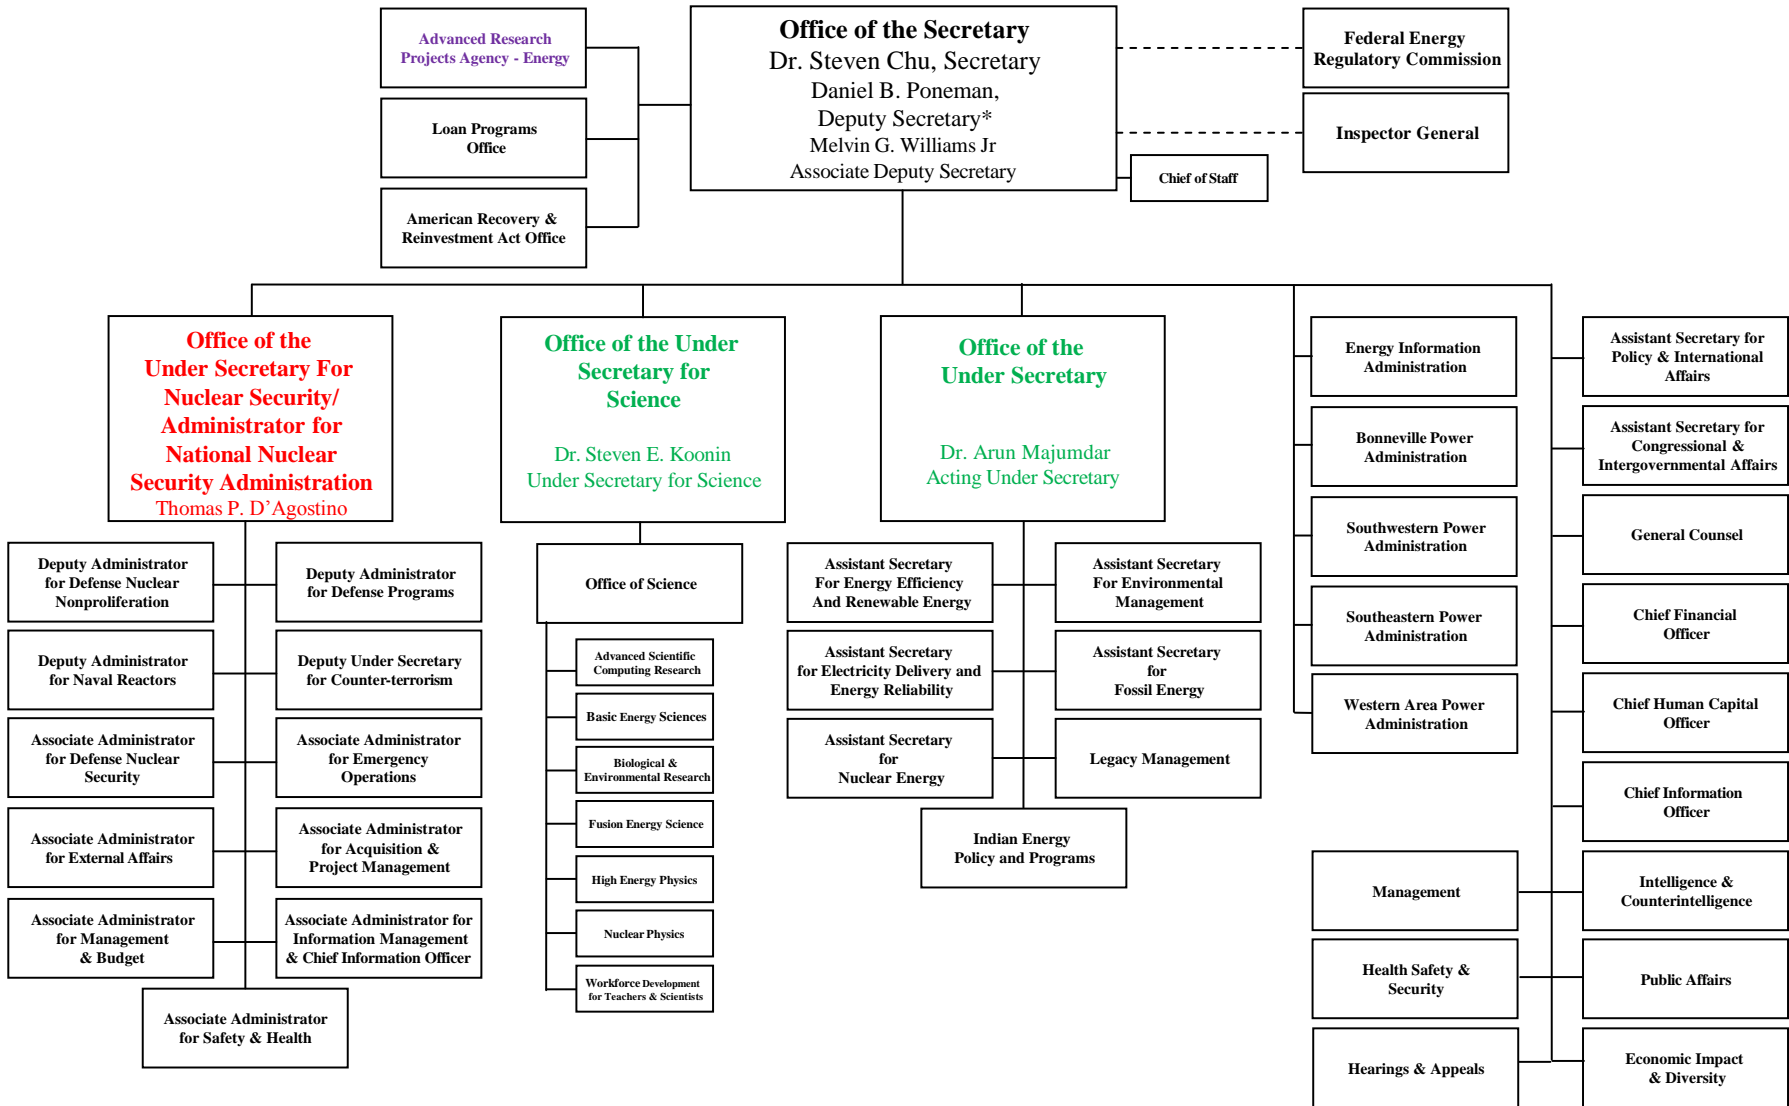 Advanced Research
Projects Agency - Energy
Loan Programs
Office
American Recovery &
Reinvestment Act Office
Office of the Secretary
Dr. Steven Chu, Secretary
Daniel B. Poneman,
Deputy Secretary*
Melvin G. Williams Jr
Associate Deputy Secretary
Federal Energy
Regulatory Commission
Inspector General
Chief of Staff
Office of the
Under Secretary For
Nuclear Security/
Administrator for
National Nuclear
Security Administration
Thomas P. D’Agostino
Deputy Administrator
for Defense Nuclear
Nonproliferation
Deputy Administrator
for Defense Programs
Deputy Administrator
for Naval Reactors
Deputy Under Secretary
for Counter-terrorism
Associate Administrator
for Defense Nuclear
Security
Associate Administrator
for Emergency
Operations
Associate Administrator
for External Affairs
Associate Administrator
for Acquisition &
Project Management
Associate Administrator
for Management
& Budget
Associate Administrator for
Information Management
& Chief Information Officer
Associate Administrator
for Safety & Health
Office of the Under
Secretary for
Science
Dr. Steven E. Koonin
Under Secretary for Science
Office of Science
Advanced Scientific
Computing Research
Basic Energy Sciences
Biological &
Environmental Research
Fusion Energy Science
High Energy Physics
Nuclear Physics
Workforce Development
for Teachers & Scientists
Office of the
Under Secretary
Dr. Arun Majumdar
Acting Under Secretary
Assistant Secretary
For Energy Efficiency
And Renewable Energy
Assistant Secretary
For Environmental
Management
Assistant Secretary
for Electricity Delivery and
Energy Reliability
Assistant Secretary
for
Fossil Energy
Assistant Secretary
for
Nuclear Energy
Legacy Management
Indian Energy
Policy and Programs
Energy Information
Administration
Bonneville Power
Administration
Southwestern Power
Administration
Southeastern Power
Administration
Western Area Power
Administration
Management
Health Safety &
Security
Hearings & Appeals
Assistant Secretary for
Policy & International
Affairs
Assistant Secretary for
Congressional &
Intergovernmental Affairs
General Counsel
Chief Financial
Officer
Chief Human Capital
Officer
Chief Information
Officer
Intelligence &
Counterintelligence
Public Affairs
Economic Impact
& Diversity